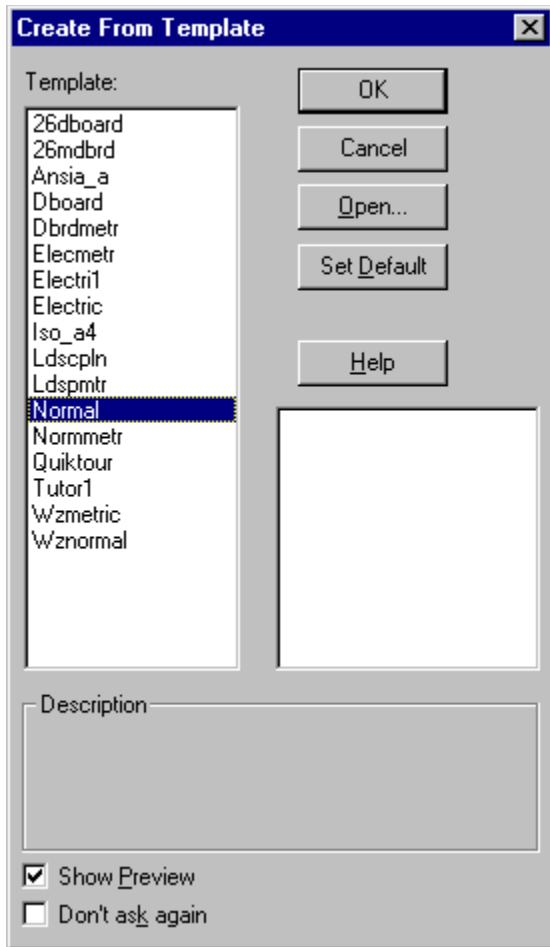 Create From Template
Template:
26dboard
26mdbrd
Ansia_a
Dboard
Dbrdmetr
Elecmetr
Electri1
Electric
Iso_a4
Ldscpln
Ldspmtr
Normal
Normmetr
Quiktour
Tutor1
Wzmetric
Wznormal
OK
Cancel
Open...
Set Default
Help
Description
Show Preview
Don't ask again